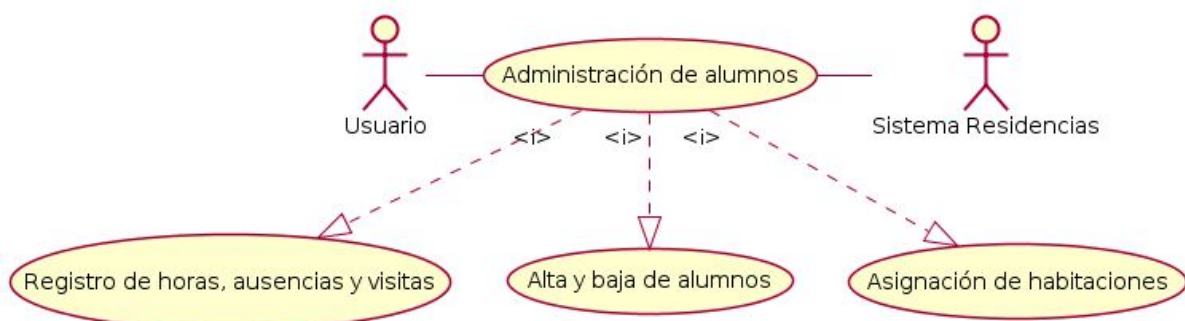 Administración de alumnos
Usuario
Sistema Residencias
<i>
<i>
<i>
Registro de horas, ausencias y visitas
Alta y baja de alumnos
Asignación de habitaciones